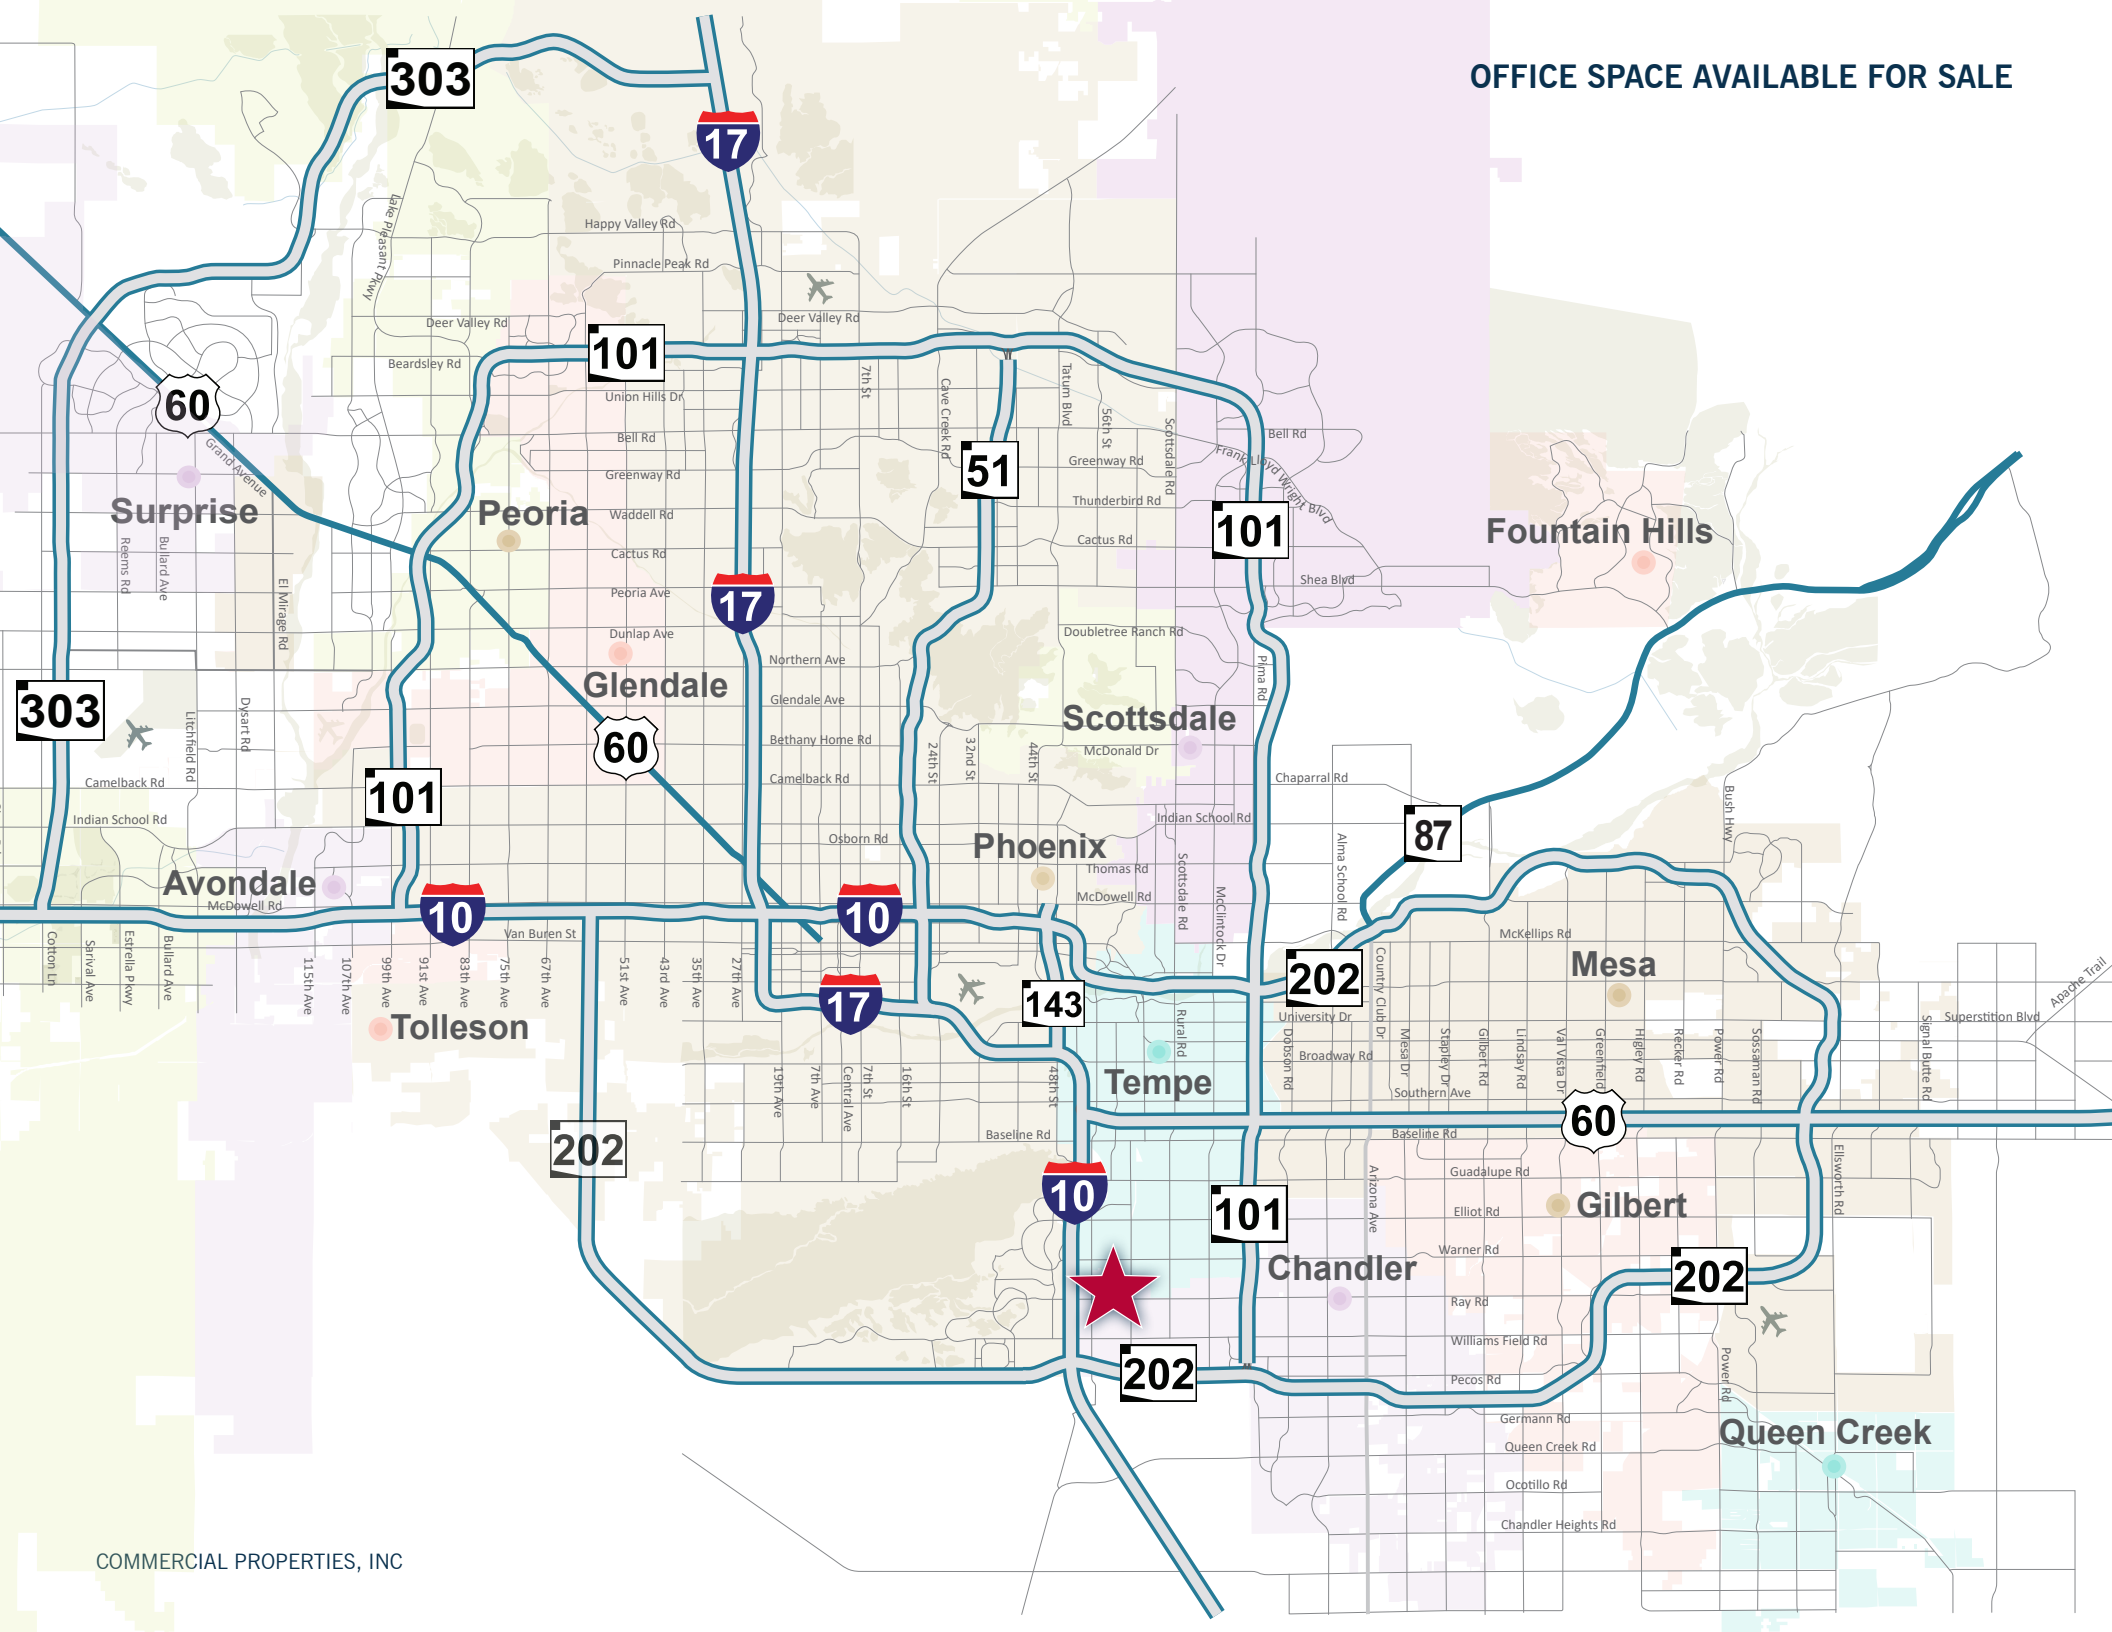 OFFICE SPACE AVAILABLE FOR SALE
303
17
Lake Pleasant Pkwy
Happy Valley Rd
Pinnacle Peak Rd
Deer Valley Rd
Deer Valley Rd
101
Beardsley Rd
Union Hills Dr
7th St
Cave Creek Rd
Tatum Blvd
56th St
Scottsdale Rd
60
Grand Avenue
Bell Rd
Bell Rd
Frank Lloyd Wright Blvd
51
Greenway Rd
Greenway Rd
Thunderbird Rd
Surprise
Peoria
Waddell Rd
101
Fountain Hills
Reems Rd
Bullard Ave
El Mirage Rd
Cactus Rd
Cactus Rd
Peoria Ave
17
Shea Blvd
Dunlap Ave
Doubletree Ranch Rd
Northern Ave
Pima Rd
Glendale
Glendale Ave
303
Litchfield Rd
Dysart Rd
Scottsdale
60
Bethany Home Rd
24th St
32nd St
44th St
McDonald Dr
Camelback Rd
101
Camelback Rd
Chaparral Rd
Bush Hwy
Indian School Rd
Indian School Rd
87
Osborn Rd
Phoenix
Alma School Rd
Thomas Rd
Scottsdale Rd
McClintock Dr
Avondale
McDowell Rd
McDowell Rd
10
10
Van Buren St
McKellips Rd
Cotton Ln
Sarival Ave
Estrella Pkwy
Bullard Ave
115th Ave
107th Ave
99th Ave
91st Ave
83rd Ave
75th Ave
67th Ave
51st Ave
43rd Ave
35th Ave
27th Ave
202
Country Club Dr
Mesa
Apache Trail
17
143
University Dr
Superstition Blvd
Tolleson
Rural Rd
Dobson Rd
Broadway Rd
Mesa Dr
Stapley Dr
Gilbert Rd
Lindsay Rd
Val Vista Dr
Greenfield
Higley Rd
Recker Rd
Power Rd
Sossaman Rd
Signal Butte Rd
19th Ave
7th Ave
Central Ave
7th St
16th St
48th St
Tempe
Southern Ave
60
202
Baseline Rd
Baseline Rd
Arizona Ave
Guadalupe Rd
Ellsworth Rd
10
101
Elliot Rd
Gilbert
Warner Rd
Chandler
202
Ray Rd
Williams Field Rd
Power Rd
202
Pecos Rd
Germann Rd
Queen Creek
Queen Creek Rd
Ocotillo Rd
Chandler Heights Rd
COMMERCIAL PROPERTIES, INC